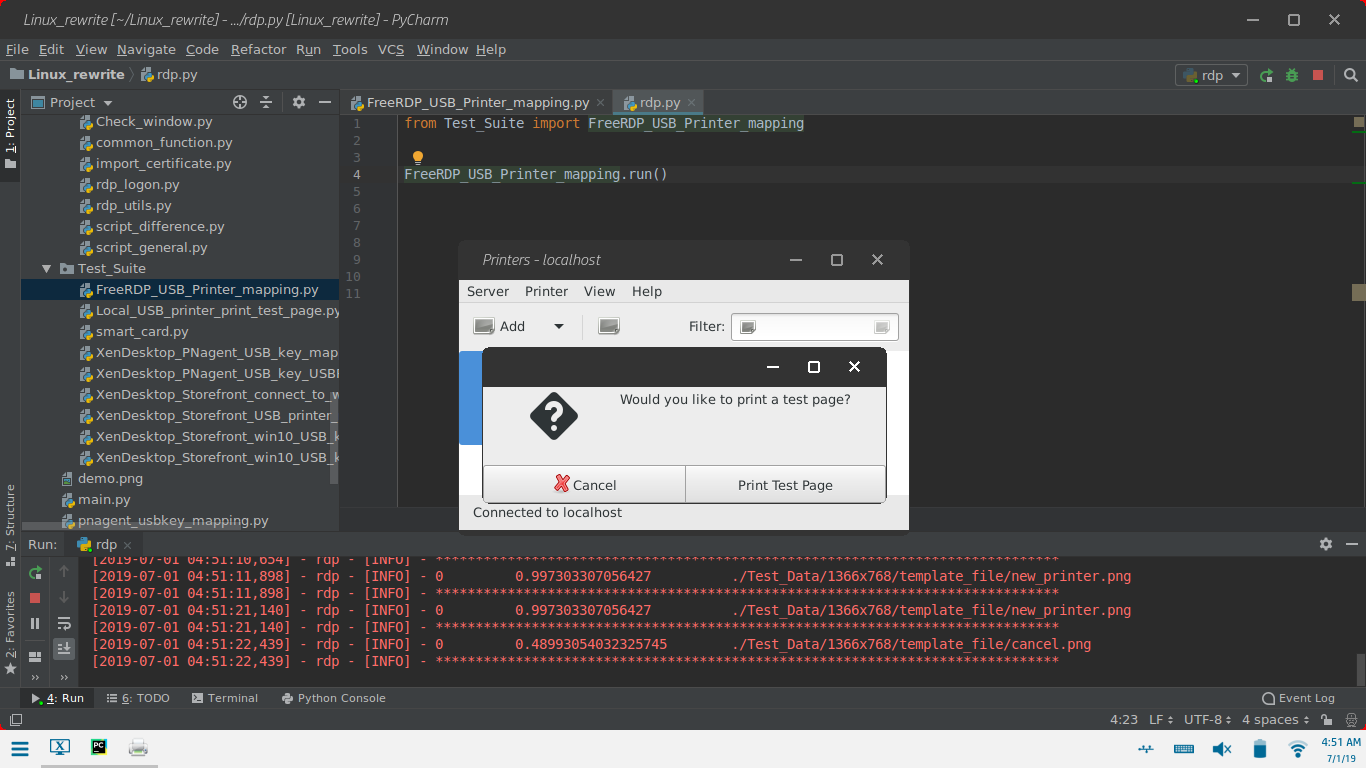 Linux_rewrite [~/Linux_rewrite] - .../rdp.py [Linux_rewrite] - PyCharm
File Edit View Navigate Code Refactor Run Tools VCS Window Help
Linux_rewrite rdp.py
rdp
1: Project
Project
Check_window.py
common_function.py
import_certificate.py
rdp_logon.py
rdp_utils.py
script_difference.py
script_general.py
Test_Suite
FreeRDP_USB_Printer_mapping.py
Local_USB_printer_print_test_page.py
smart_card.py
XenDesktop_PNagent_USB_key_map
XenDesktop_PNagent_USB_key_USBF
XenDesktop_Storefront_connect_to_w
XenDesktop_Storefront_USB_printer_
XenDesktop_Storefront_win10_USB_k
XenDesktop_Storefront_win10_USB_k
demo.png
main.py
pnagent_usbkey_mapping.py
FreeRDP_USB_Printer_mapping.py rdp.py
1 from Test_Suite import FreeRDP_USB_Printer_mapping
2
3
4 FreeRDP_USB_Printer_mapping.run()
5
6
7
8
9
10
11
Printers - localhost
Server Printer View Help
Add Filter:
Would you like to print a test page?
Cancel Print Test Page
Connected to localhost
7: Structure
2: Favorites
Run: rdp
[2019-07-01 04:51:10,654] - rdp - [INFO] - ******************************************************************************
[2019-07-01 04:51:11,898] - rdp - [INFO] - 0 0.997303307056427 ./Test_Data/1366x768/template_file/new_printer.png
[2019-07-01 04:51:11,898] - rdp - [INFO] - ******************************************************************************
[2019-07-01 04:51:21,140] - rdp - [INFO] - 0 0.997303307056427 ./Test_Data/1366x768/template_file/new_printer.png
[2019-07-01 04:51:21,140] - rdp - [INFO] - ******************************************************************************
[2019-07-01 04:51:22,439] - rdp - [INFO] - 0 0.48993054032325745 ./Test_Data/1366x768/template_file/cancel.png
[2019-07-01 04:51:22,439] - rdp - [INFO] - ******************************************************************************
4: Run 6: TODO Terminal Python Console Event Log
4:23 LF UTF-8 4 spaces
PC
4:51 AM
7/1/19